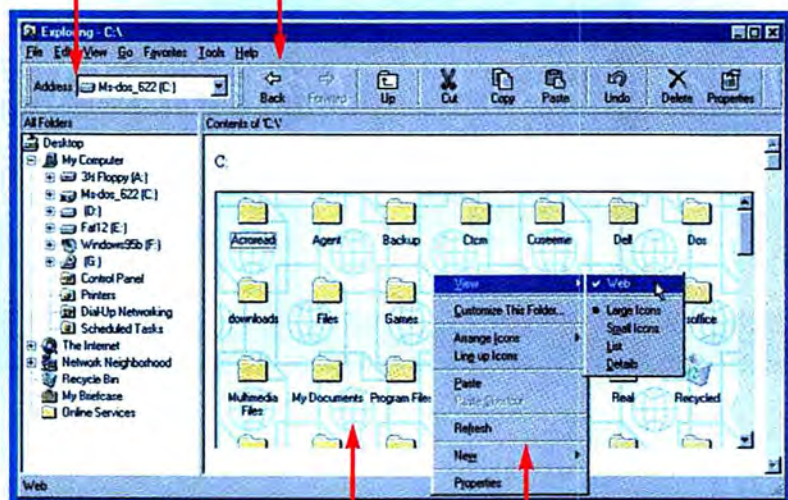 Exploring - C:\
File Edit View Go Favorites Tools Help
Address Ms-dos_622 (C:) Back Forward Up Cut Copy Paste Undo Delete Properties
All Folders Contents of 'C:\'
Desktop
My Computer
3½ Floppy (A:)
Ms-dos_622 (C:)
(D:)
Fat12 (E:)
Windows95b (F:)
(G:)
Control Panel
Printers
Dial-Up Networking
Scheduled Tasks
The Internet
Network Neighborhood
Recycle Bin
My Briefcase
Online Services
C:
Acroread Agent Backup Ctcm Cuseeme Dell Dos
downloads Files Games
Multimedia Files My Documents Program Files Real Recycled
View
Customize This Folder...
Arrange Icons
Line up Icons
Paste
Paste Shortcut
Refresh
New
Properties
Web
Large Icons
Small Icons
List
Details
Web